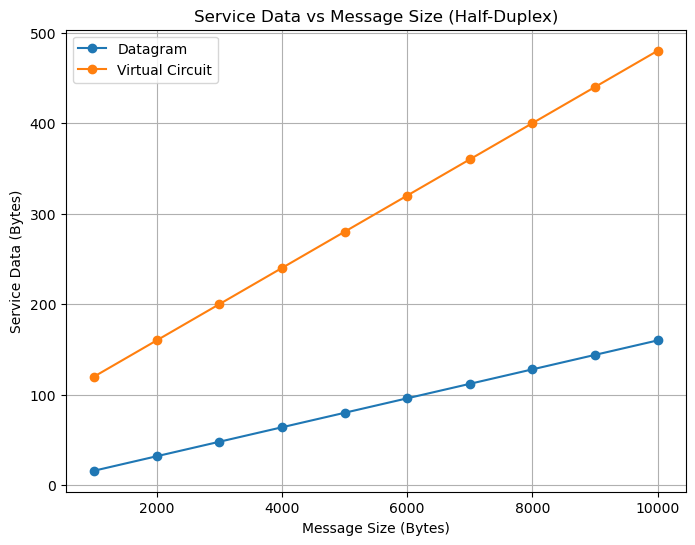 Service Data vs Message Size (Half-Duplex)
Datagram
Virtual Circuit
Service Data (Bytes)
500
400
300
200
100
0
2000
4000
6000
8000
10000
Message Size (Bytes)